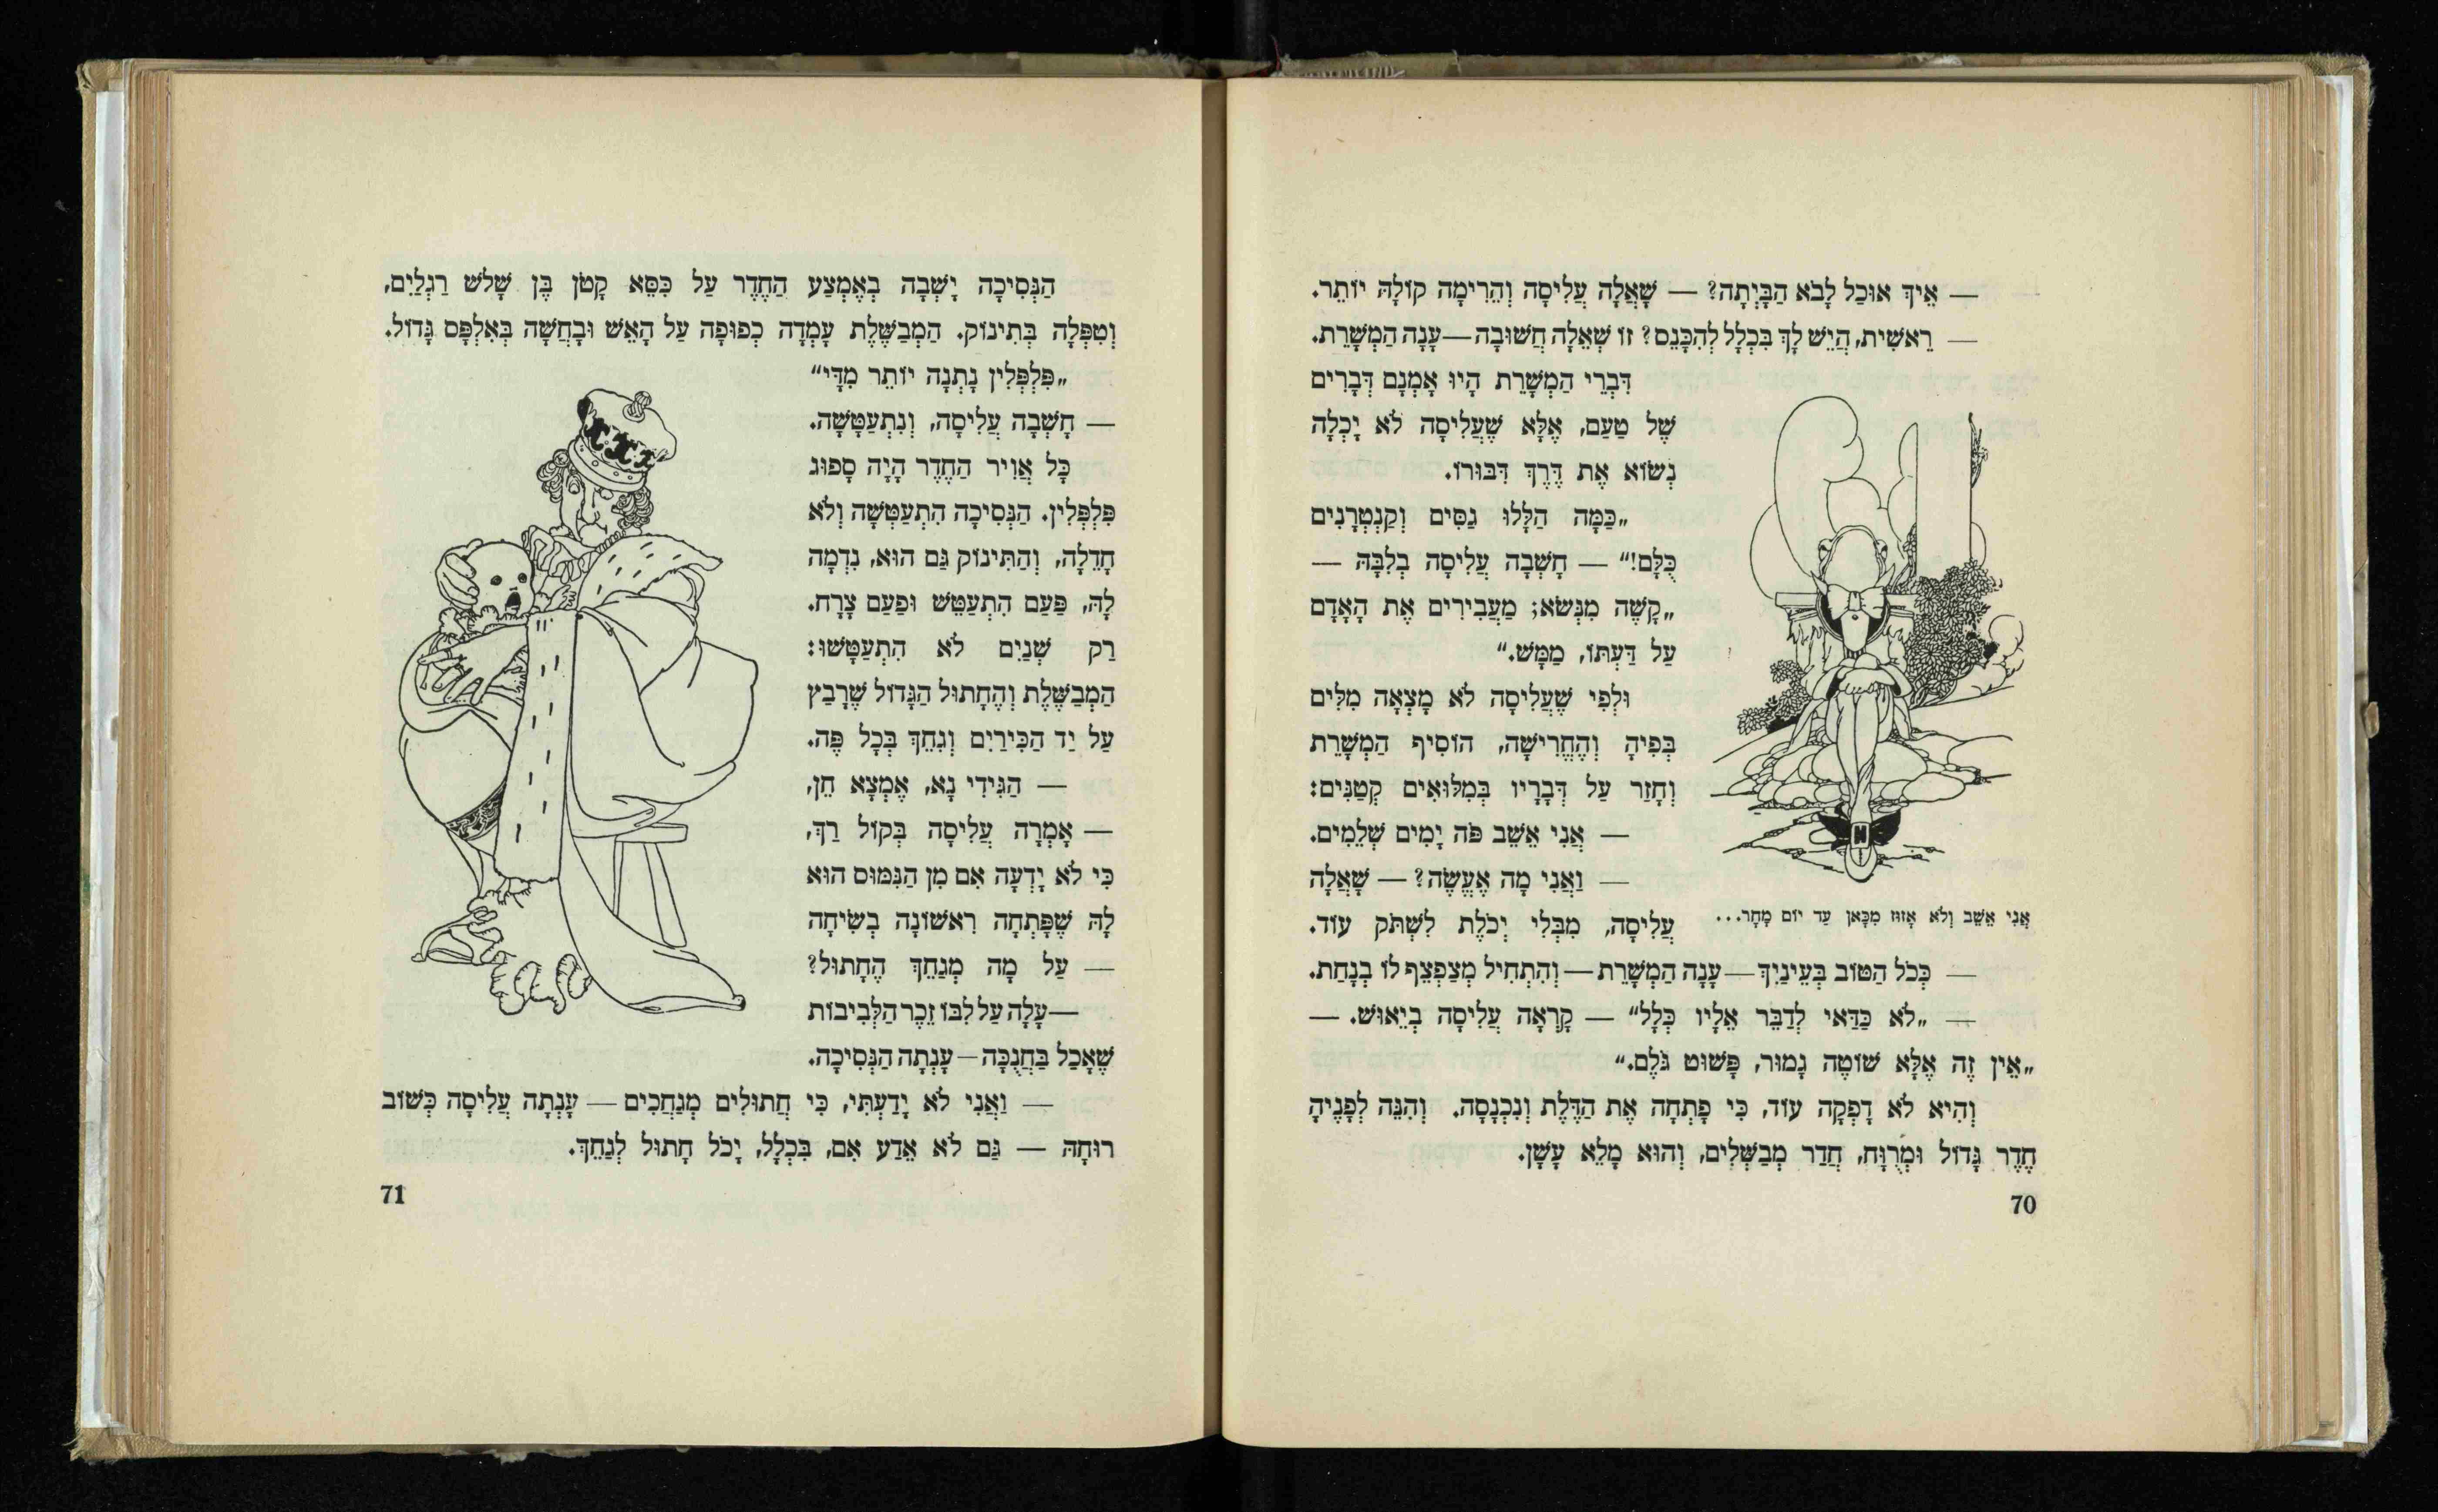 — אֵיךְ אוּכַל לָבֹא הַבָּיְתָה? — שָׁאֲלָה עֲלִיסָה וְהֵרִימָה קוֹלָהּ יוֹתֵר.
— רֵאשִׁית, הֲיֵשׁ לָךְ בִּכְלָל לְהִכָּנֵס? זוֹ שְׁאֵלָה חֲשׁוּבָה — עָנָה הַמְשָׁרֵת.
דִּבְרֵי הַמְשָׁרֵת הָיוּ אָמְנָם דְּבָרִים
שֶׁל טַעַם, אֶלָּא שֶׁעֲלִיסָה לֹא יָכְלָה
נְשׂוֹא אֶת דֶּרֶךְ דִּבּוּרוֹ.
„כַּמָּה הַלָּלוּ גַסִּים וְקַנְטְרָנִים
כֻּלָּם!“ — חָשְׁבָה עֲלִיסָה בְלִבָּהּ —
„קָשֶׁה מִנְּשׂא; מַעֲבִירִים אֶת הָאָדָם
עַל דַּעְתּוֹ, מַמָּשׁ.“
וּלְפִי שֶׁעֲלִיסָה לֹא מָצְאָה מִלִּים
בְּפִיהָ וְהֶחֱרִישָׁה, הוֹסִיף הַמְשָׁרֵת
וְחָזַר עַל דְּבָרָיו בְּמִלּוּאִים קְטַנִּים:
— אֲנִי אֵשֵׁב פֹּה יָמִים שְׁלֵמִים.
— וַאֲנִי מָה אֶעֱשֶׂה? — שָׁאֲלָה
עֲלִיסָה, מִבְּלִי יְכֹלֶת לִשְׁתֹּק עוֹד.
אֲנִי אֵשֵׁב וְלֹא אָזוּז מִכָּאן עַד יוֹם מָחָר...
— כְּכֹל הַטּוֹב בְּעֵינַיִךְ — עָנָה הַמְשָׁרֵת — וְהִתְחִיל מְצַפְצֵף לוֹ בְנַחַת.
— „לֹא כַּדַּאי לְדַבֵּר אֵלָיו כְּלָל“ — קָרְאָה עֲלִיסָה בְיֵאוּשׁ. —
„אֵין זֶה אֶלָּא שׁוֹטֶה גָמוּר, פָּשׁוּט גֹּלֶם.“
וְהִיא לֹא דָפְקָה עוֹד, כִּי פָתְחָה אֶת הַדֶּלֶת וְנִכְנָסָה. וְהִנֵּה לְפָנֶיהָ
חֶדֶר גָּדוֹל וּמְרֻוָּח, חֲדַר מְבַשְּׁלִים, וְהוּא מָלֵא עָשָׁן.
70
הַנְּסִיכָה יָשְׁבָה בְאֶמְצַע הַחֶדֶר עַל כִּסֵּא קָטֹן בֶּן שָׁלֹשׁ רַגְלַיִם,
וְטִפְּלָה בְּתִינוֹק. הַמְבַשֶּׁלֶת עָמְדָה כְפוּפָה עַל הָאֵשׁ וּבָחֲשָׁה בְּאִלְפָּס גָּדוֹל.
„פִּלְפְּלִין נָתְנָה יוֹתֵר מִדָּי“
— חָשְׁבָה עֲלִיסָה, וְנִתְעַטָּשָׁה.
כָּל אֲוִיר הַחֶדֶר הָיָה סָפוּג
פִּלְפְּלִין. הַנְּסִיכָה הִתְעַטְּשָׁה וְלֹא
חָדֵלָה, וְהַתִּינוֹק גַּם הוּא, נִדְמָה
לָהּ, פַּעַם הִתְעַטֵּשׁ וּפַעַם צָרַח.
רַק שְׁנַיִם לֹא הִתְעַטָּשׁוּ:
הַמְבַשֶּׁלֶת וְהֶחָתוּל הַגָּדוֹל שֶׁרָבַץ
עַל יַד הַכִּירַיִם וְגִחֵךְ בְּכָל פֶּה.
— הַגִּידִי נָא, אֶמְצָא חֵן,
— אָמְרָה עֲלִיסָה בְּקוֹל רַךְ,
כִּי לֹא יָדְעָה אִם מִן הַנִּמּוּס הוּא
לָהּ שֶׁפָּתְחָה רִאשׁוֹנָה בְשִׂיחָה
— עַל מָה מְגַחֵךְ הֶחָתוּל?
— עָלָה עַל לִבּוֹ זֵכֶר הַלְּבִיבוֹת
שֶׁאָכַל בַּחֲנֻכָּה — עָנְתָה הַנְּסִיכָה.
— וַאֲנִי לֹא יָדַעְתִּי, כִּי חֲתוּלִים מְגַחֲכִים — עָנְתָה עֲלִיסָה כְּשׁוֹב
רוּחָהּ — גַּם לֹא אֵדַע אִם, בִּכְלָל, יָכֹל חָתוּל לְגַחֵךְ.
71